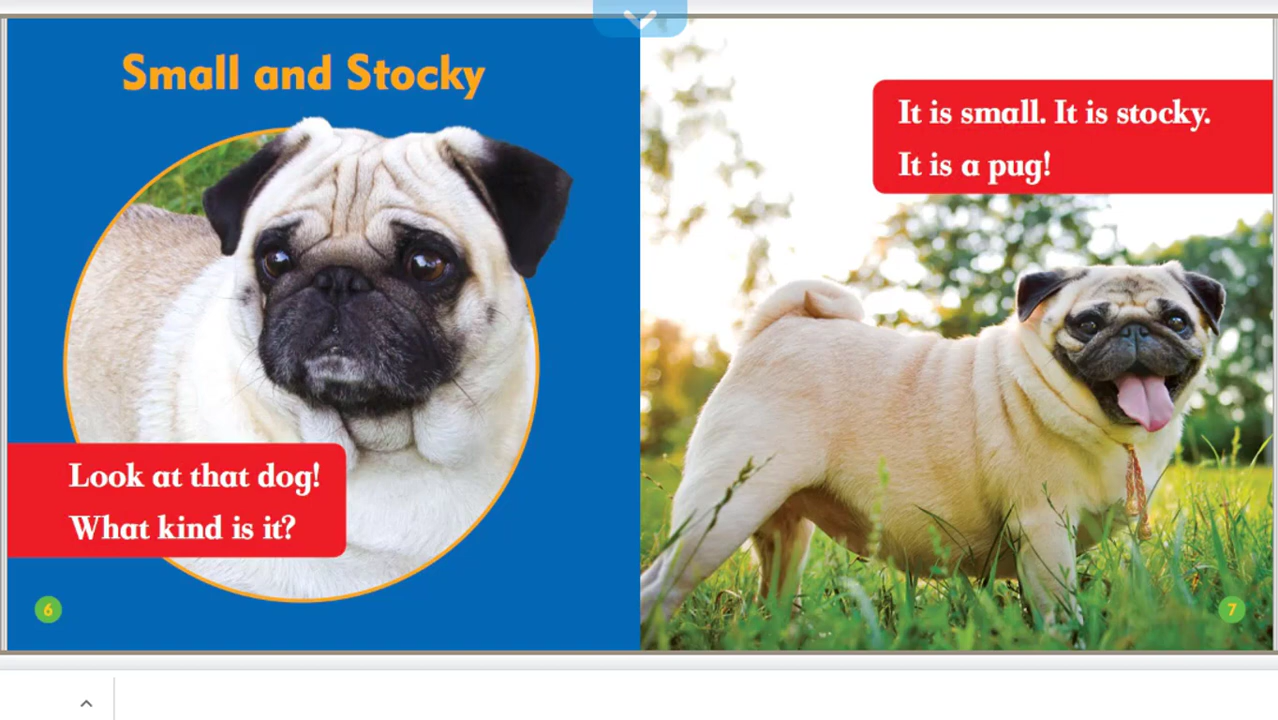 Small and Stocky
Look at that dog!
What kind is it?
6
It is small. It is stocky.
It is a pug!
7